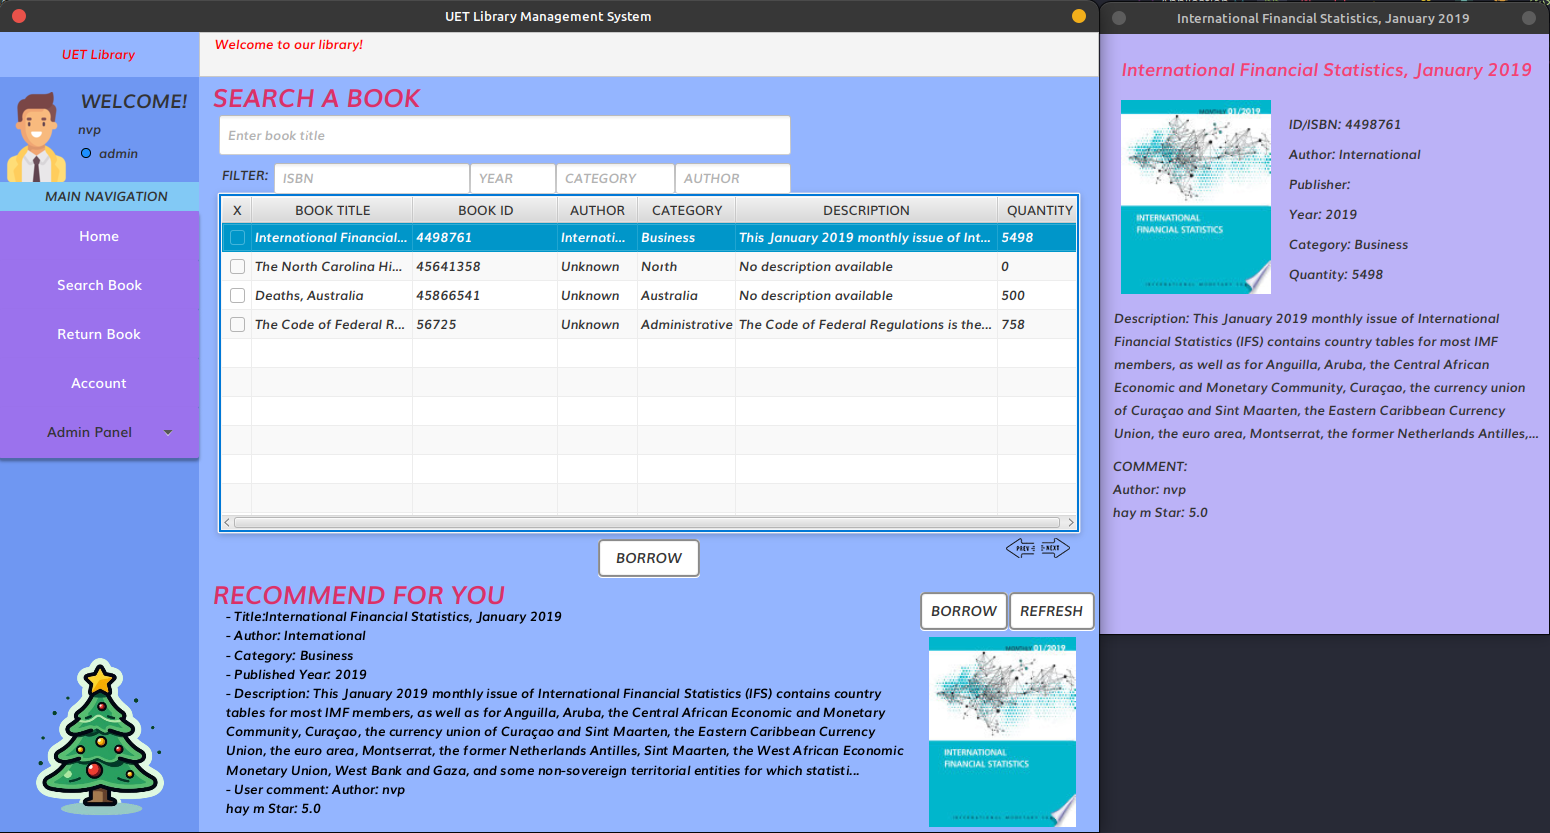 UET Library Management System
UET Library
Welcome to our library!
WELCOME!
nvp
admin
MAIN NAVIGATION
Home
Search Book
Return Book
Account
Admin Panel
SEARCH A BOOK
Enter book title
FILTER: ISBN YEAR CATEGORY AUTHOR
X BOOK TITLE BOOK ID AUTHOR CATEGORY DESCRIPTION QUANTITY
International Financial... 4498761 Internati... Business This January 2019 monthly issue of Int... 5498
The North Carolina Hi... 45641358 Unknown North No description available 0
Deaths, Australia 45866541 Unknown Australia No description available 500
The Code of Federal R... 56725 Unknown Administrative The Code of Federal Regulations is the... 758
BORROW
PREV NEXT
RECOMMEND FOR YOU
BORROW REFRESH
- Title:International Financial Statistics, January 2019
- Author: International
- Category: Business
- Published Year: 2019
- Description: This January 2019 monthly issue of International Financial Statistics (IFS) contains country
tables for most IMF members, as well as for Anguilla, Aruba, the Central African Economic and Monetary
Community, Curaçao, the currency union of Curaçao and Sint Maarten, the Eastern Caribbean Currency
Union, the euro area, Montserrat, the former Netherlands Antilles, Sint Maarten, the West African Economic
Monetary Union, West Bank and Gaza, and some non-sovereign territorial entities for which statisti...
- User comment: Author: nvp
hay m Star: 5.0
MONTHLY 01/2019
INTERNATIONAL
FINANCIAL STATISTICS
INTERNATIONAL MONETARY
International Financial Statistics, January 2019
International Financial Statistics, January 2019
MONTHLY 01/2019
INTERNATIONAL
FINANCIAL STATISTICS
INTERNATIONAL MONETARY
ID/ISBN: 4498761
Author: International
Publisher:
Year: 2019
Category: Business
Quantity: 5498
Description: This January 2019 monthly issue of International
Financial Statistics (IFS) contains country tables for most IMF
members, as well as for Anguilla, Aruba, the Central African
Economic and Monetary Community, Curaçao, the currency union
of Curaçao and Sint Maarten, the Eastern Caribbean Currency
Union, the euro area, Montserrat, the former Netherlands Antilles,...
COMMENT:
Author: nvp
hay m Star: 5.0